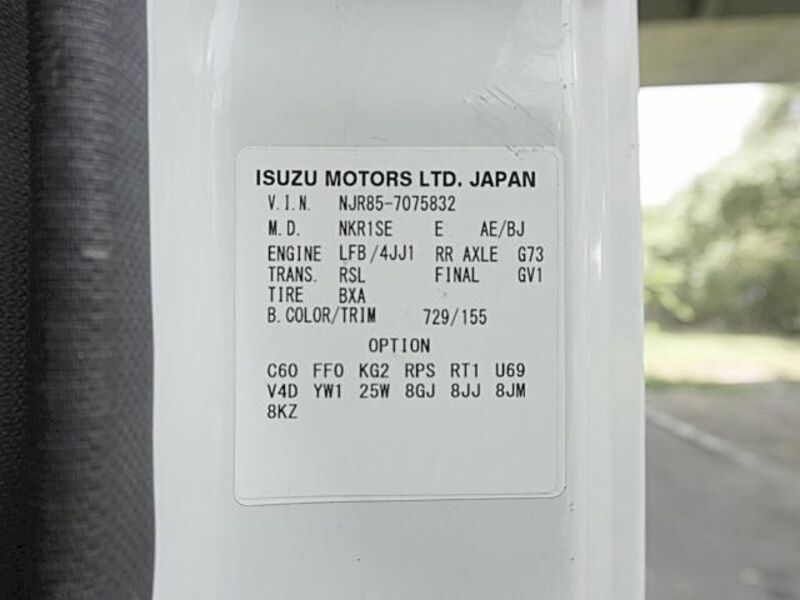 ISUZU MOTORS LTD. JAPAN
V.I.N. NJR85-7075832
M.D. NKR1SE E AE/BJ
ENGINE LFB/4JJ1 RR AXLE G73
TRANS. RSL FINAL GV1
TIRE BXA
B.COLOR/TRIM 729/155
OPTION
C60 FF0 KG2 RPS RT1 U69
V4D YW1 25W 8GJ 8JJ 8JM
8KZ